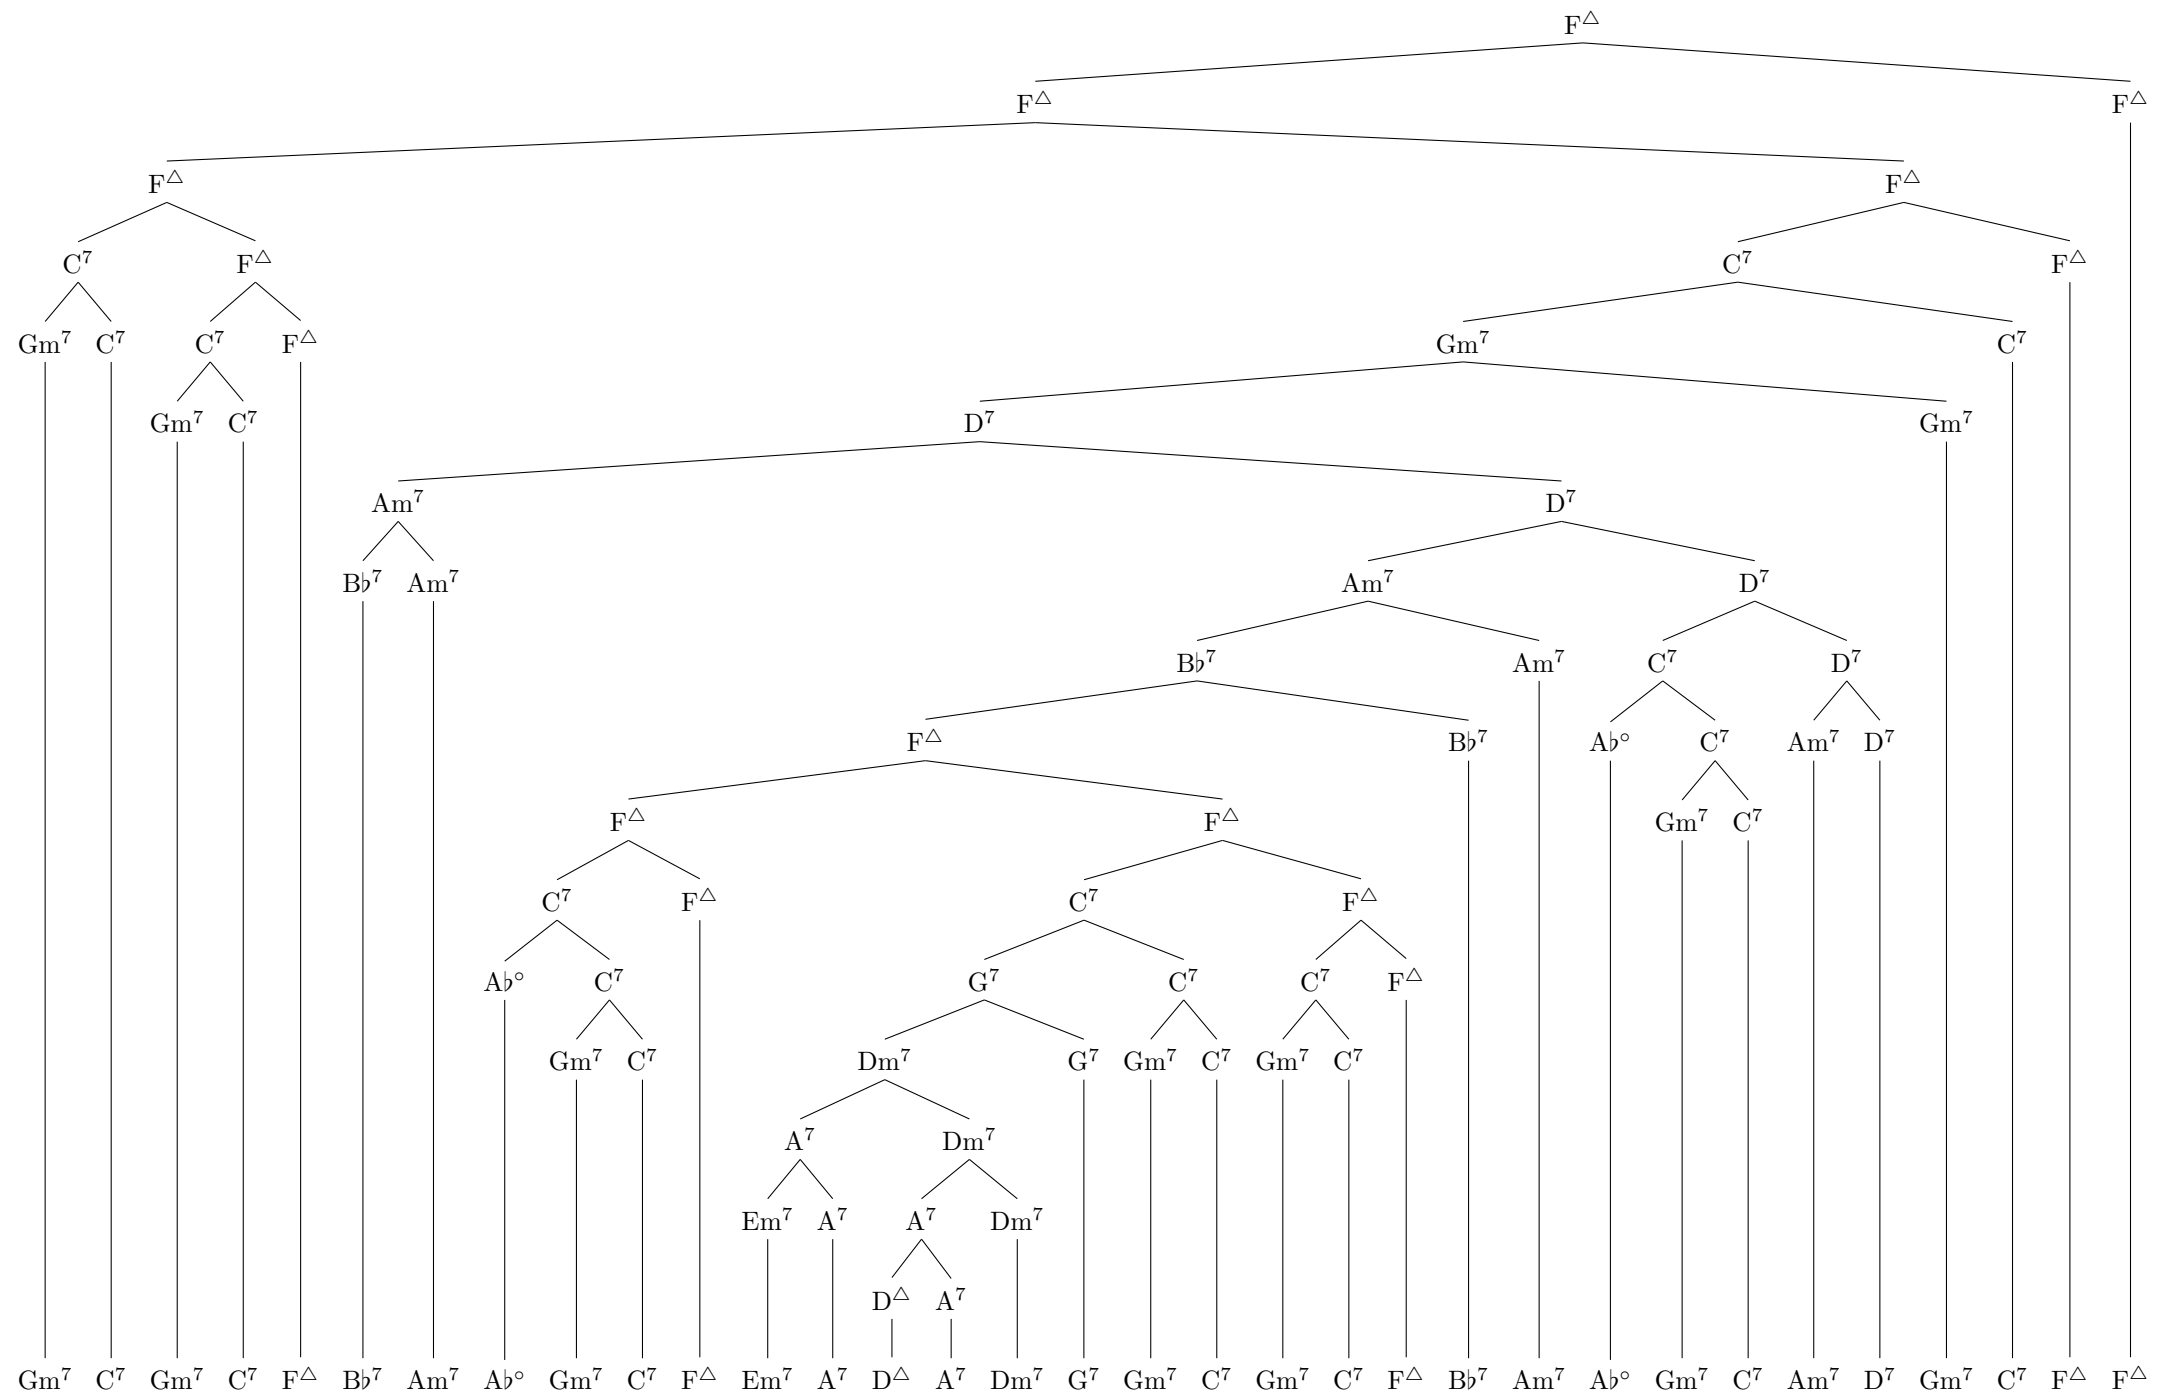 F△
F△ F△
F△ F△
C⁷ F△ C⁷ F△
Gm⁷ C⁷ C⁷ F△ Gm⁷ C⁷
Gm⁷ C⁷ D⁷ Gm⁷
Am⁷ D⁷
B♭⁷ Am⁷ Am⁷ D⁷
B♭⁷ Am⁷ C⁷ D⁷
F△ B♭⁷ A♭° C⁷ Am⁷ D⁷
F△ F△ Gm⁷ C⁷
C⁷ F△ C⁷ F△
A♭° C⁷ G⁷ C⁷ C⁷ F△
Gm⁷ C⁷ Dm⁷ G⁷ Gm⁷ C⁷ Gm⁷ C⁷
A⁷ Dm⁷
Em⁷ A⁷ A⁷ Dm⁷
D△ A⁷
Gm⁷ C⁷ Gm⁷ C⁷ F△ B♭⁷ Am⁷ A♭° Gm⁷ C⁷ F△ Em⁷ A⁷ D△ A⁷ Dm⁷ G⁷ Gm⁷ C⁷ Gm⁷ C⁷ F△ B♭⁷ Am⁷ A♭° Gm⁷ C⁷ Am⁷ D⁷ Gm⁷ C⁷ F△ F△